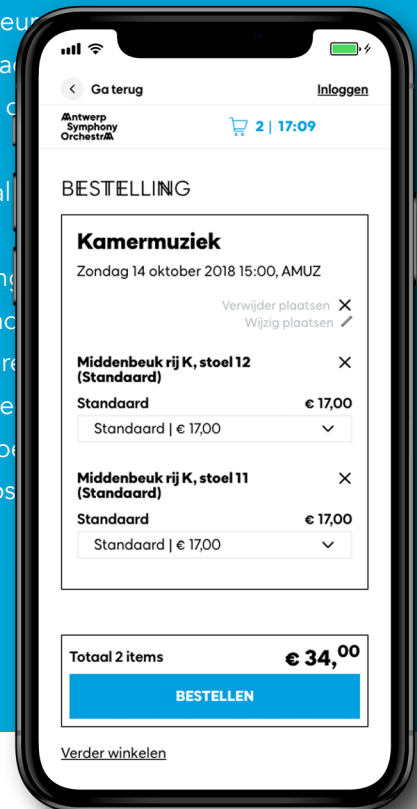 Ga terug
Inloggen
Antwerp
Symphony
Orchestra
2 | 17:09
BESTELLING
Kamermuziek
Zondag 14 oktober 2018 15:00, AMUZ
Verwijder plaatsen
Wijzig plaatsen
Middenbeuk rij K, stoel 12
(Standaard)
Standaard € 17,00
Standaard | € 17,00
Middenbeuk rij K, stoel 11
(Standaard)
Standaard € 17,00
Standaard | € 17,00
Totaal 2 items € 34,00
BESTELLEN
Verder winkelen